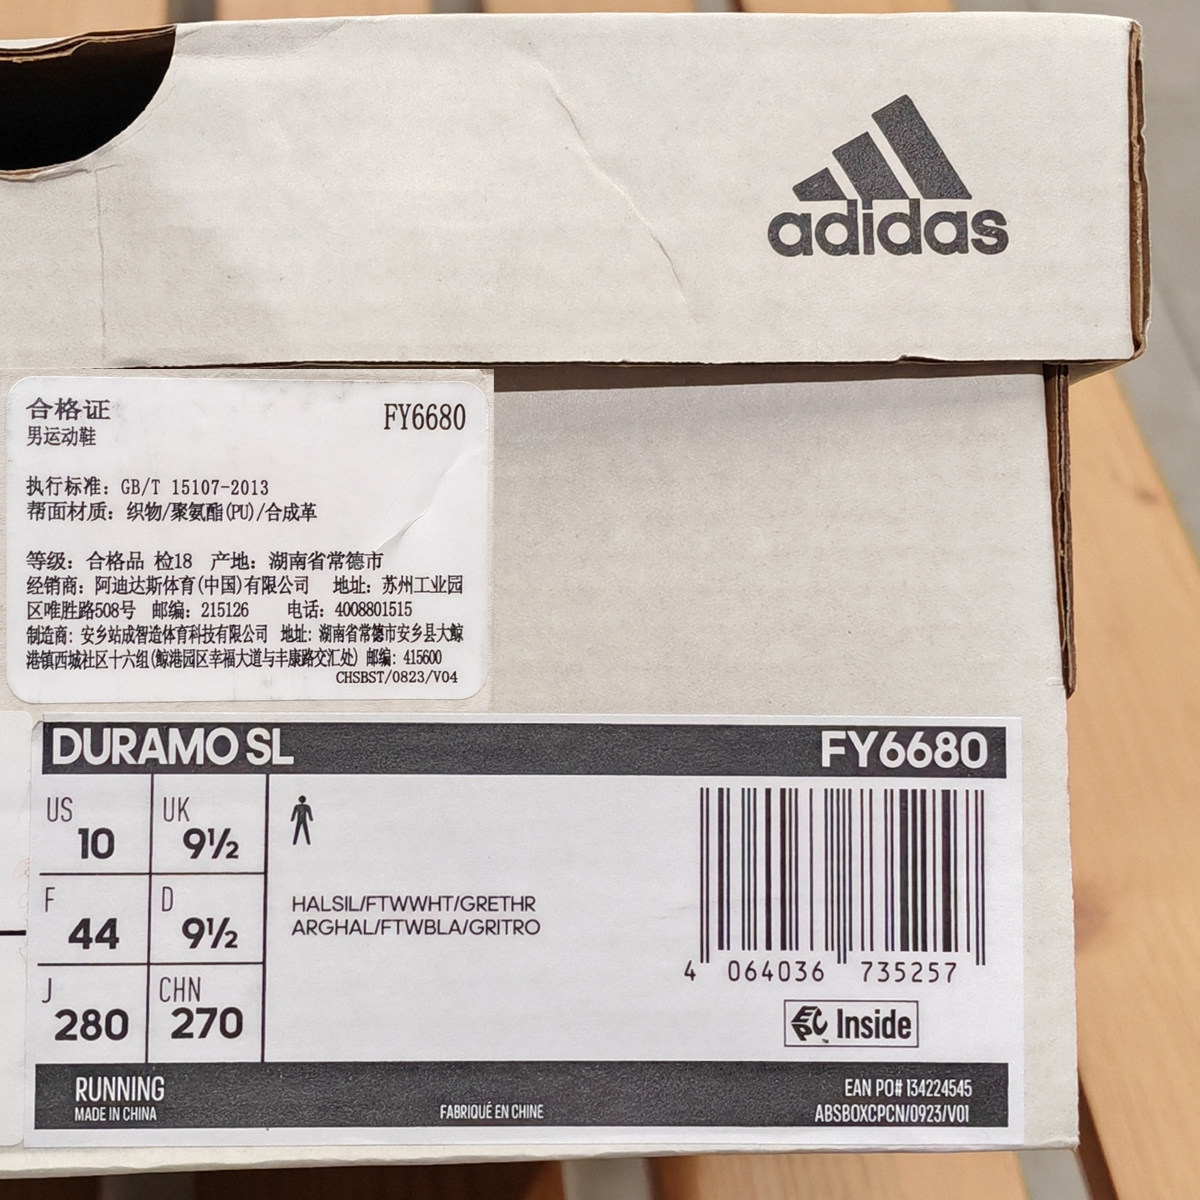 adidas
合格证 FY6680
男运动鞋
执行标准: GB/T 15107-2013
帮面材质: 织物/聚氨酯(PU)/合成革
等级: 合格品 检18 产地: 湖南省常德市
经销商: 阿迪达斯体育(中国)有限公司 地址: 苏州工业园
区唯胜路508号 邮编: 215126 电话: 4008801515
制造商: 安乡站成智造体育科技有限公司 地址: 湖南省常德市安乡县大鲸
港镇西城社区十六组(鲸港园区幸福大道与丰康路交汇处) 邮编: 415600
CHSBST/0823/V04
DURAMO SL FY6680
US 10 UK 9½
F 44 D 9½
J 280 CHN 270
HALSIL/FTWWHT/GRETHR
ARGHAL/FTWBLA/GRITRO
4 064036 735257
EPC™ Inside
RUNNING EAN PO# 134224545
MADE IN CHINA FABRIQUÉ EN CHINE ABSBOXCPCN/0923/V01